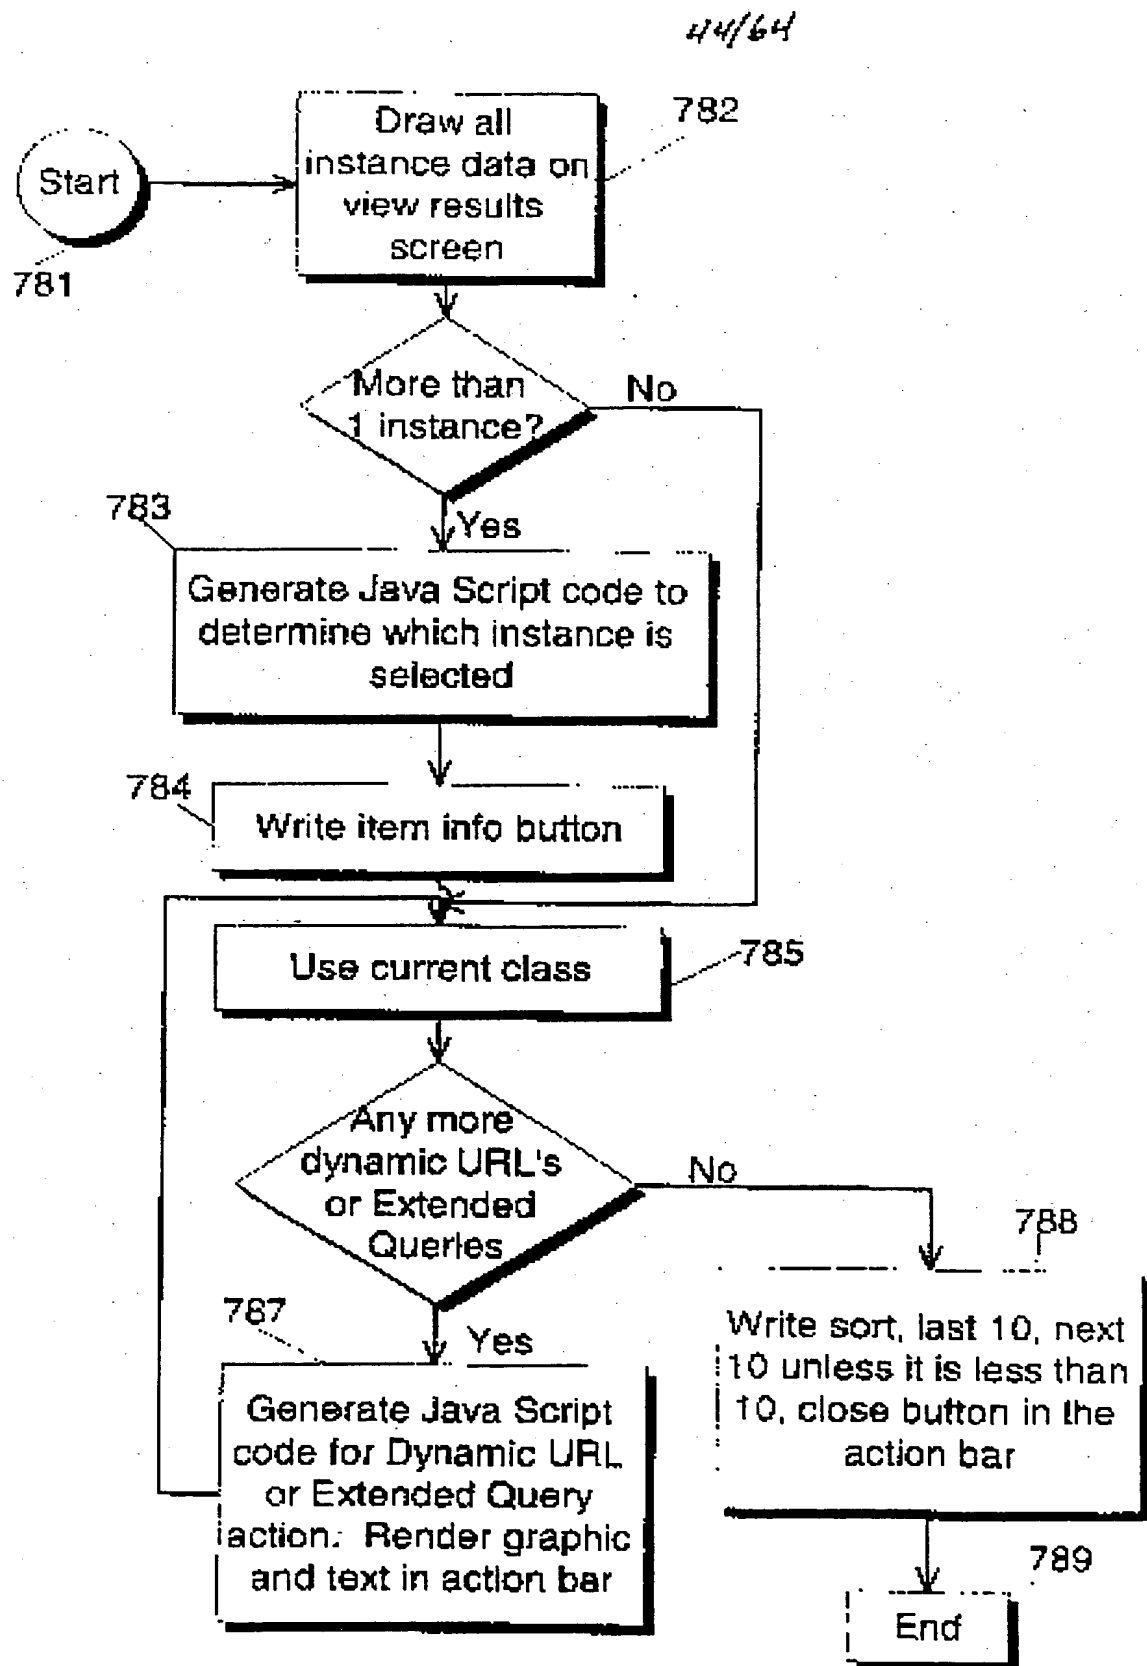 44/64
Draw all
instance data on
view results
screen
782
Start
781
More than
1 instance?
No
Yes
783
Generate Java Script code to
determine which instance is
selected
784
Write item info button
Use current class
785
Any more
dynamic URL's
or Extended
Queries
No
Yes
788
Write sort, last 10, next
10 unless it is less than
10, close button in the
action bar
787
Generate Java Script
code for Dynamic URL
or Extended Query
action. Render graphic
and text in action bar
789
End